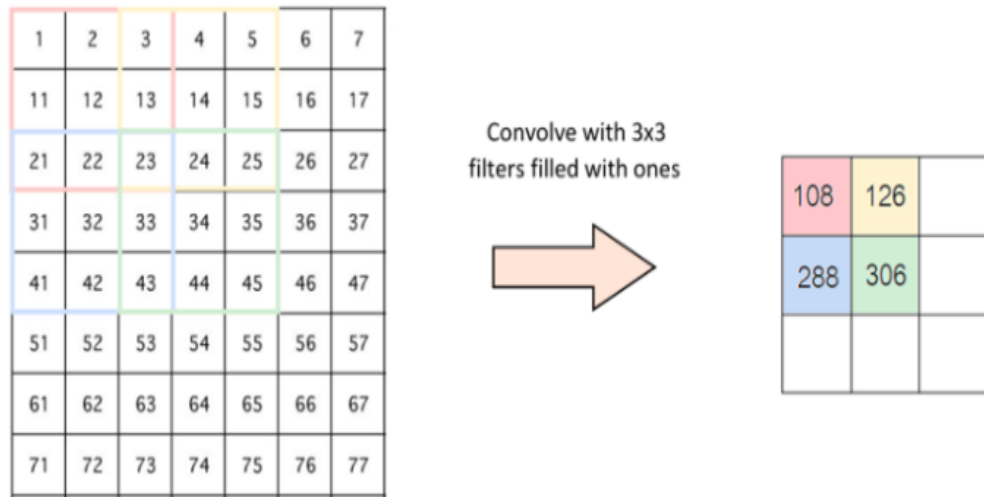 1 2 3 4 5 6 7
11 12 13 14 15 16 17
21 22 23 24 25 26 27
31 32 33 34 35 36 37
41 42 43 44 45 46 47
51 52 53 54 55 56 57
61 62 63 64 65 66 67
71 72 73 74 75 76 77
Convolve with 3x3
filters filled with ones
108 126
288 306